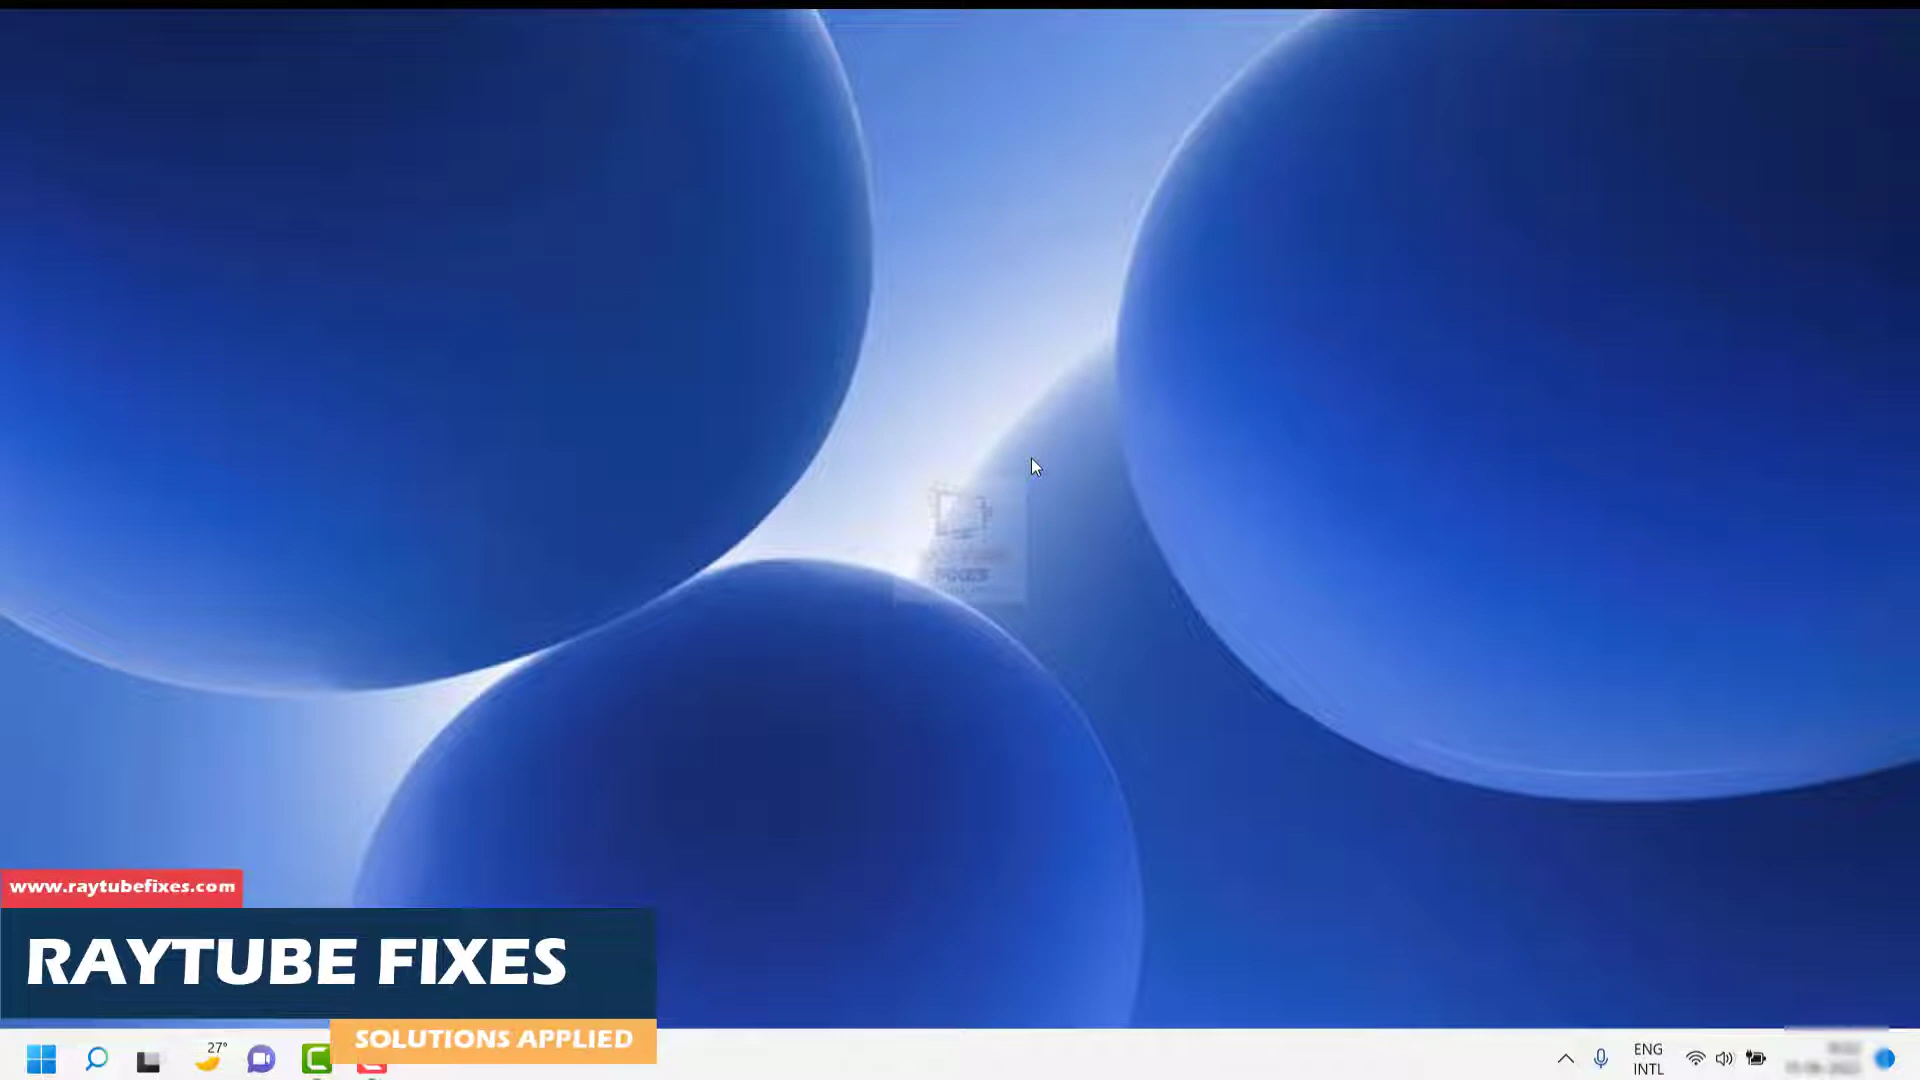 www.raytubefixes.com
RAYTUBE FIXES
SOLUTIONS APPLIED
27°
ENG
INTL